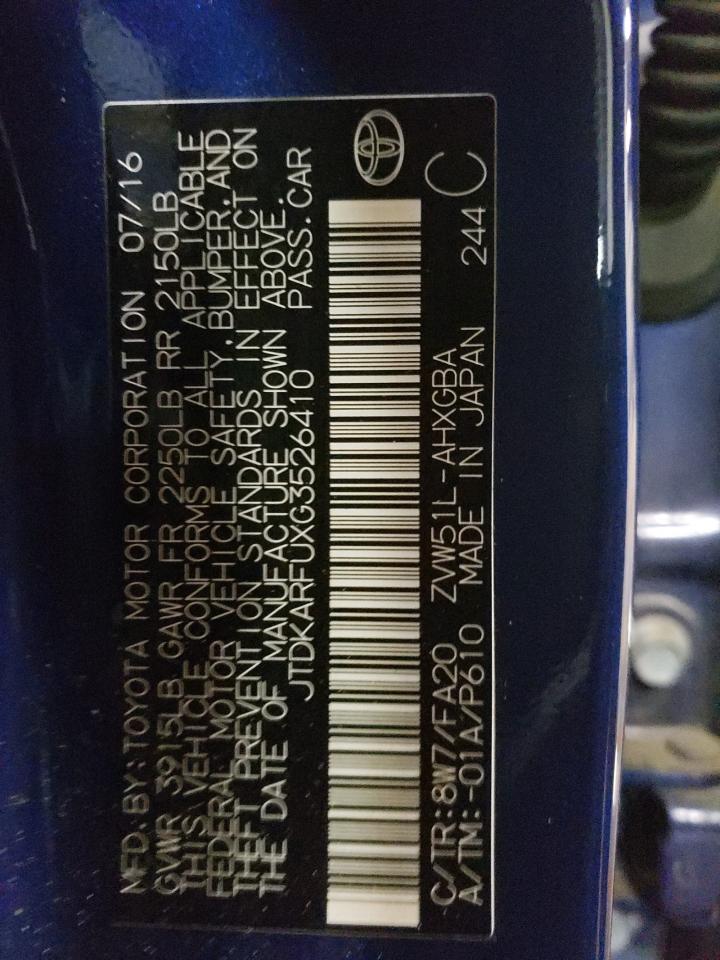 MFD.BY:TOYOTA MOTOR CORPORATION 07/16
GVWR 3915LB GAWR FR 2250LB RR 2150LB
THIS VEHICLE CONFORMS TO ALL APPLICABLE
FEDERAL MOTOR VEHICLE SAFETY,BUMPER,AND
THEFT PREVENTION STANDARDS IN EFFECT ON
THE DATE OF MANUFACTURE SHOWN ABOVE.
JTDKARFUXG3526410 PASS.CAR
C/TR:8W7/FA20 ZVW51L-AHXGBA
A/TM:-01A/P610 MADE IN JAPAN 244 C